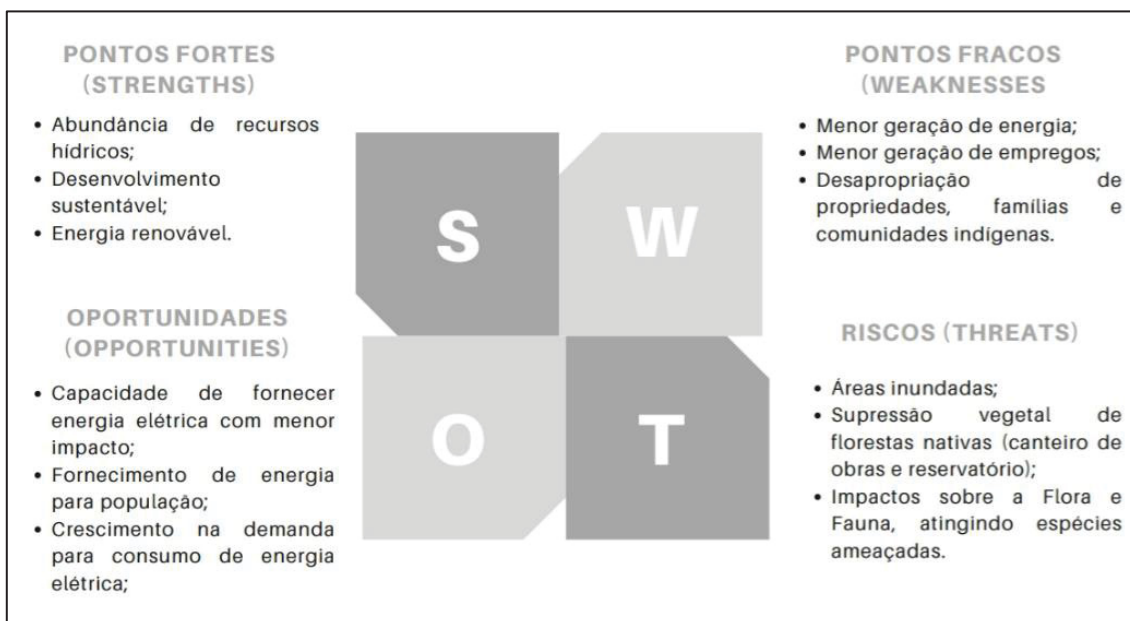 PONTOS FORTES
(STRENGTHS)
• Abundância de recursos
hídricos;
• Desenvolvimento
sustentável;
• Energia renovável.
PONTOS FRACOS
(WEAKNESSES
• Menor geração de energia;
• Menor geração de empregos;
• Desapropriação de
propriedades, famílias e
comunidades indígenas.
S
W
OPORTUNIDADES
(OPPORTUNITIES)
• Capacidade de fornecer
energia elétrica com menor
impacto;
• Fornecimento de energia
para população;
• Crescimento na demanda
para consumo de energia
elétrica;
O
T
RISCOS (THREATS)
• Áreas inundadas;
• Supressão vegetal de
florestas nativas (canteiro de
obras e reservatório);
• Impactos sobre a Flora e
Fauna, atingindo espécies
ameaçadas.